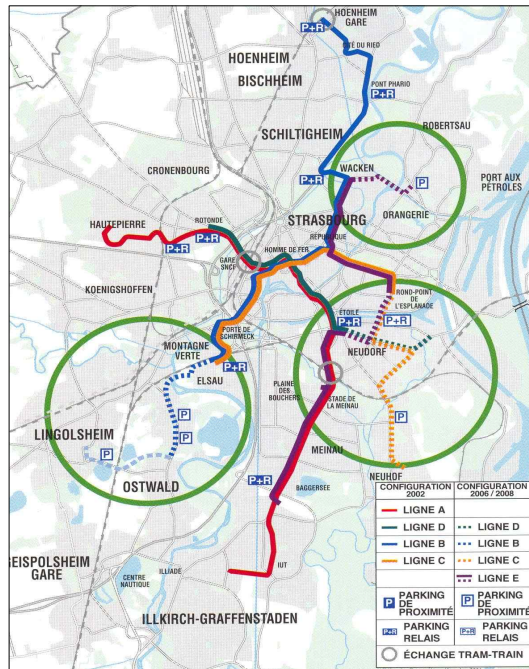 HOENHEIM
GARE
P+R
CITÉ DU RIED
HOENHEIM
BISCHHEIM
PONT PHARIO
P+R
SCHILTIGHEIM
ROBERTSAU
CRONENBOURG
P+R
WACKEN
P
PORT AUX
PÉTROLES
ORANGERIE
HAUTEPIERRE
ROTONDE
STRASBOURG
P+R
P+R
HOMME DE FER
RÉPUBLIQUE
GARE
SNCF
KOENIGSHOFFEN
ROND-POINT
DE
L'ESPLANADE
ÉTOILE
P+R
P+R
PORTE DE
SCHIRMECK
MONTAGNE
VERTE
NEUDORF
P+R
ELSAU
PLAINE
DES
BOUCHERS
STADE DE
LA MEINAU
P
P
P
LINGOLSHEIM
P
MEINAU
NEUHOF
OSTWALD
P+R
BAGGERSEE
GEISPOLSHEIM
GARE
ILLIADE
IUT
CENTRE
NAUTIQUE
ILLKIRCH-GRAFFENSTADEN
CONFIGURATION
2002
CONFIGURATION
2006 / 2008
LIGNE A
LIGNE D
LIGNE D
LIGNE B
LIGNE B
LIGNE C
LIGNE C
LIGNE E
P
PARKING
DE
PROXIMITÉ
P
PARKING
DE
PROXIMITÉ
P+R
PARKING
RELAIS
P+R
PARKING
RELAIS
ÉCHANGE TRAM-TRAIN